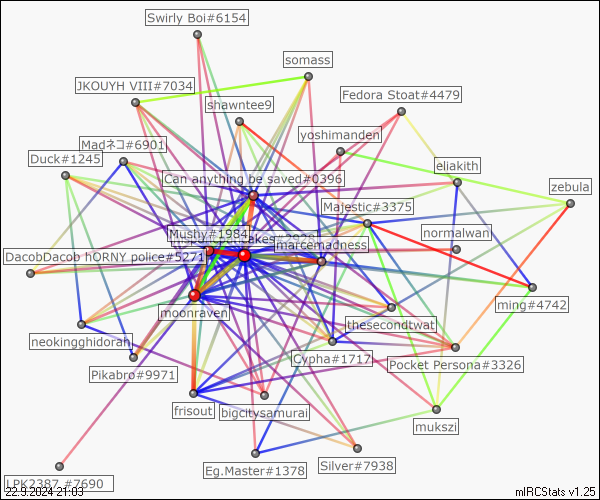 Swirly Boi#6154
somass
JKOUYH VIII#7034
Fedora Stoat#4479
shawntee9
yoshimanden
Madネコ#6901
Duck#1245
eliakith
Can anything be saved#0396
zebula
Majestic#3375
normalwan
Mushy#1984
marcemadness
DacobDacob hORNY police#5271
ming#4742
moonraven
thesecondtwat
neokingghidorah
Cypha#1717
Pocket Persona#3326
Pikabro#9971
frisout
bigcitysamurai
mukszi
Silver#7938
Eg.Master#1378
LPK2387 #7690
22.9.2024 21:03
mIRCStats v1.25